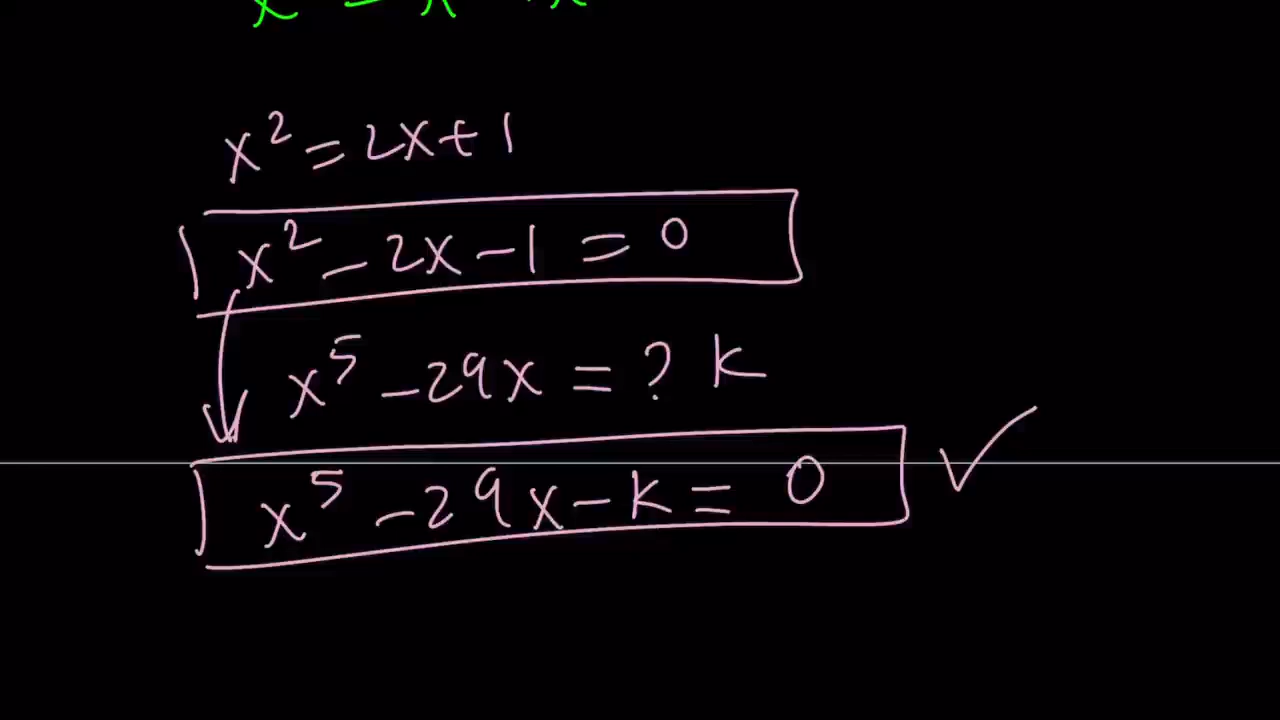 x² = 2x+1
x² - 2x - 1 = 0
x⁵ - 29x = ? k
x⁵ - 29x - k = 0 ✓